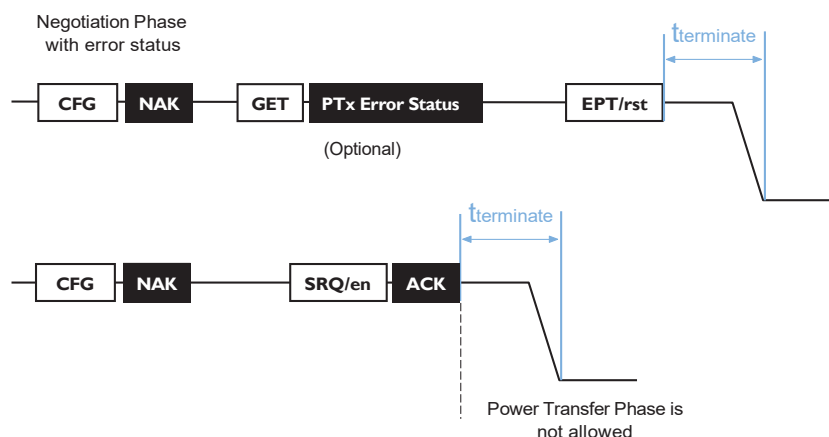 Negotiation Phase
with error status
tterminate
CFG NAK GET PTx Error Status EPT/rst
(Optional)
tterminate
CFG NAK SRQ/en ACK
Power Transfer Phase is
not allowed